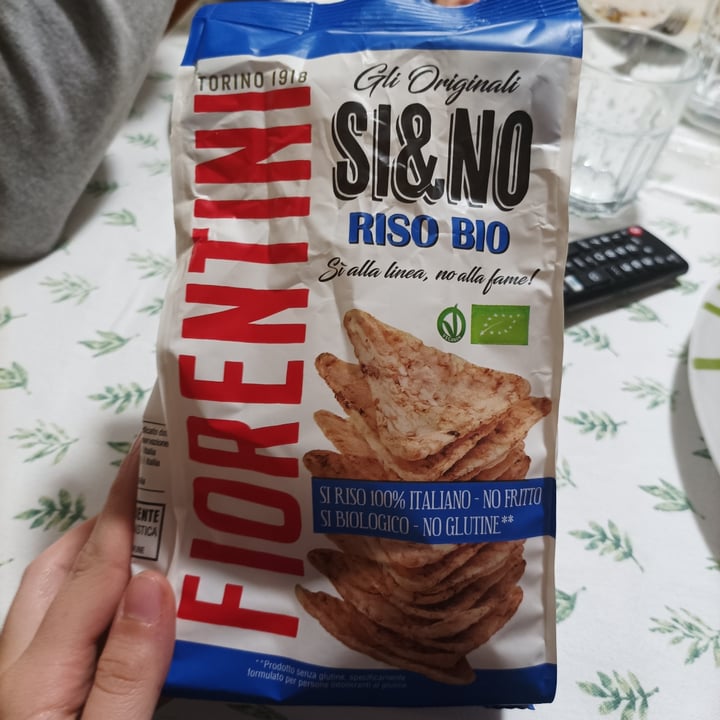 TORINO 1918
FIORENTINI
Gli Originali
SI&NO
RISO BIO
Sì alla linea, no alla fame!
SI RISO 100% ITALIANO - NO FRITTO
SI BIOLOGICO - NO GLUTINE**
**Prodotto senza glutine, specificamente
formulato per persone intolleranti al glutine